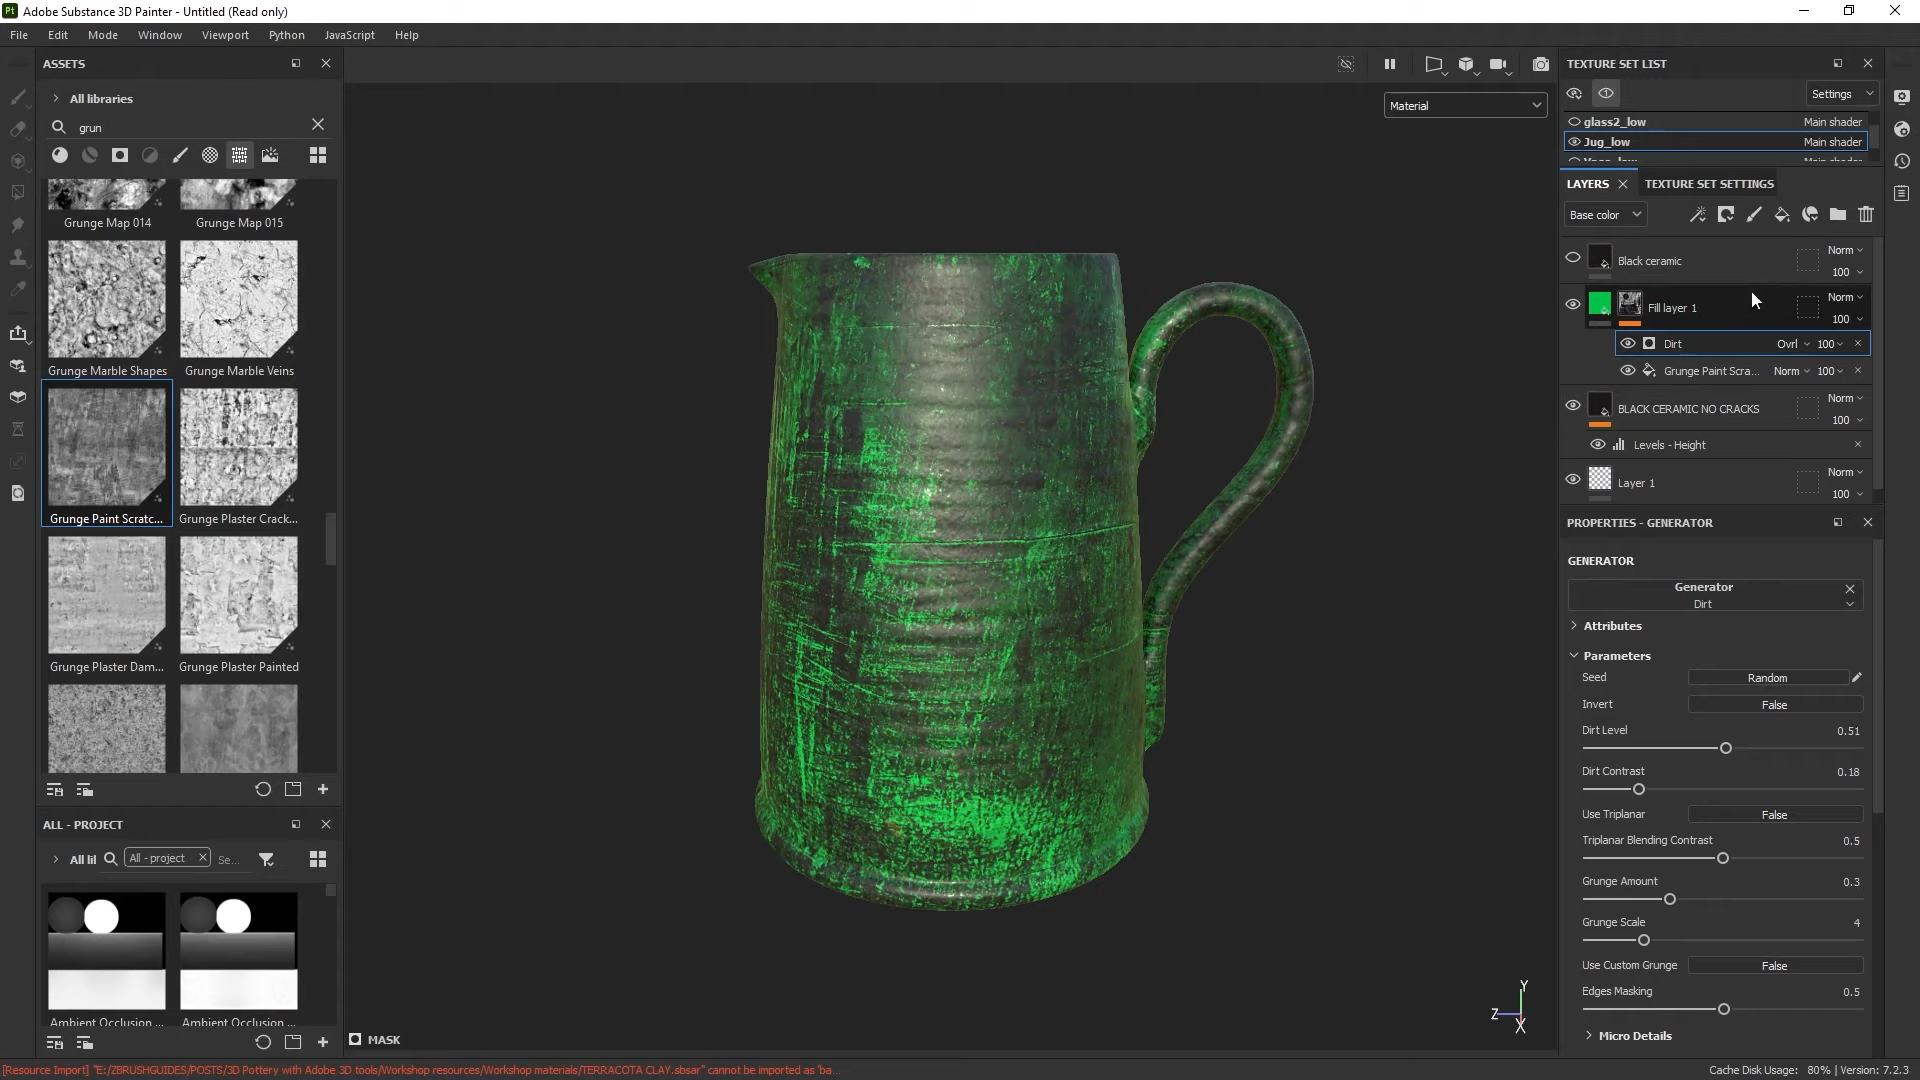 Pt Adobe Substance 3D Painter - Untitled (Read only)
File Edit Mode Window Viewport Python JavaScript Help
ASSETS
All libraries
grun
Grunge Map 014 Grunge Map 015
Grunge Marble Shapes Grunge Marble Veins
Grunge Paint Scratc... Grunge Plaster Crack...
Grunge Plaster Dam... Grunge Plaster Painted
ALL - PROJECT
All lil All - project Se...
Ambient Occlusion ... Ambient Occlusion ...
Material
Y
Z
X
MASK
TEXTURE SET LIST
Settings
glass2_low Main shader
Jug_low Main shader
Main shader
LAYERS TEXTURE SET SETTINGS
Base color
Black ceramic Norm
100
Fill layer 1 Norm
100
Dirt Ovrl 100
Grunge Paint Scra... Norm 100
BLACK CERAMIC NO CRACKS Norm
100
Levels - Height
Layer 1 Norm
100
PROPERTIES - GENERATOR
GENERATOR
Generator
Dirt
Attributes
Parameters
Seed Random
Invert False
Dirt Level 0.51
Dirt Contrast 0.18
Use Triplanar False
Triplanar Blending Contrast 0.5
Grunge Amount 0.3
Grunge Scale 4
Use Custom Grunge False
Edges Masking 0.5
Micro Details
[Resource Import] "E:/ZBRUSHGUIDES/POSTS/3D Pottery with Adobe 3D tools/Workshop resources/Workshop materials/TERRACOTA CLAY.sbsar" cannot be imported as 'ba...
Cache Disk Usage: 80% | Version: 7.2.3